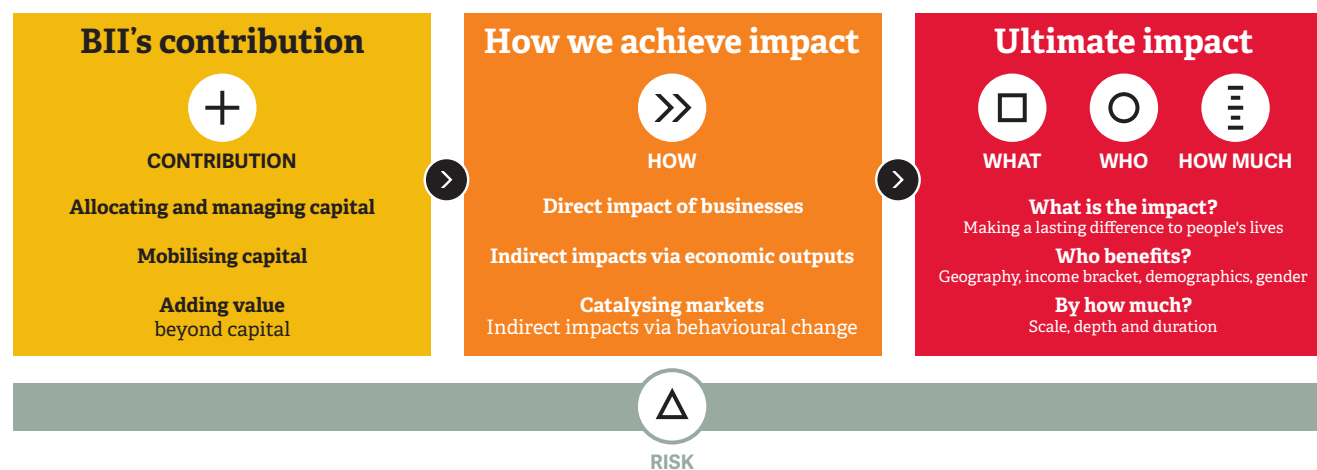 BII’s contribution
CONTRIBUTION
Allocating and managing capital
Mobilising capital
Adding value
beyond capital
How we achieve impact
HOW
Direct impact of businesses
Indirect impacts via economic outputs
Catalysing markets
Indirect impacts via behavioural change
Ultimate impact
WHAT WHO HOW MUCH
What is the impact?
Making a lasting difference to people's lives
Who benefits?
Geography, income bracket, demographics, gender
By how much?
Scale, depth and duration
RISK